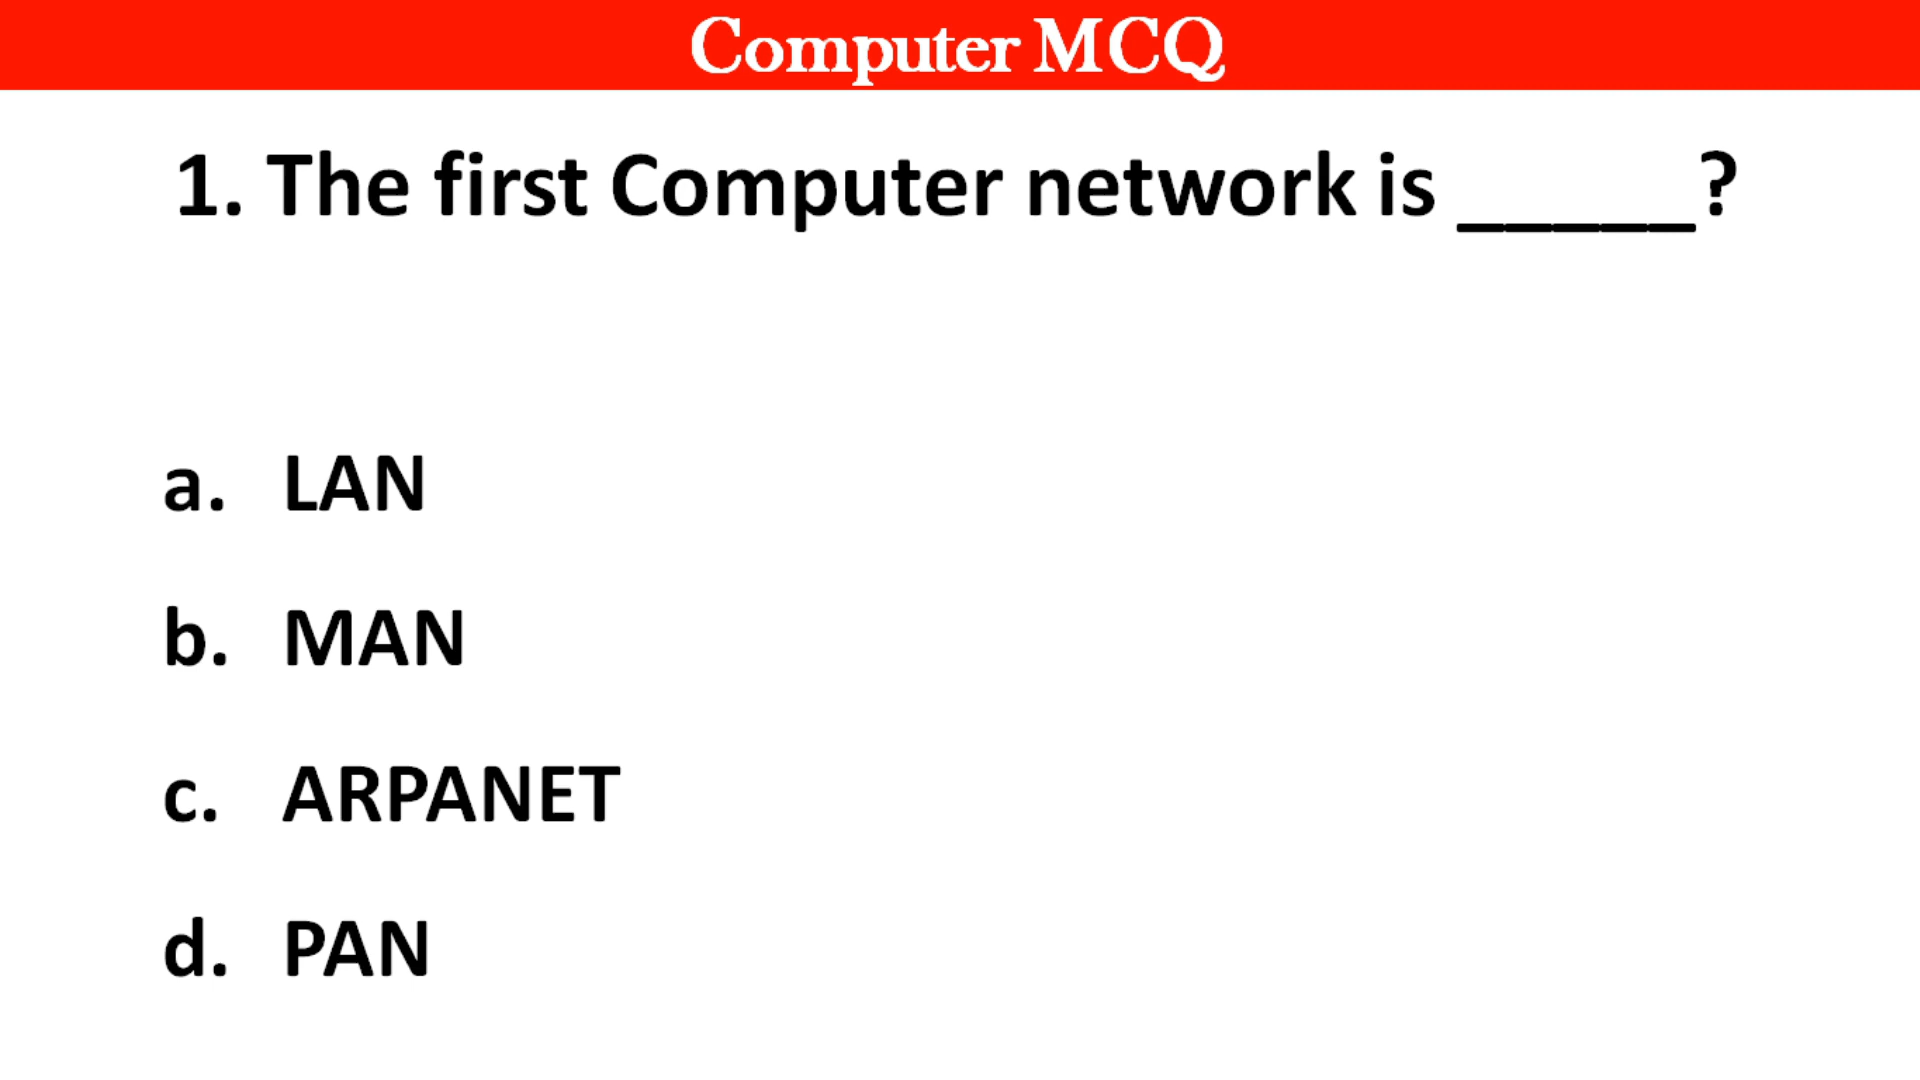 Computer MCQ
1. The first Computer network is _____?
a. LAN
b. MAN
c. ARPANET
d. PAN